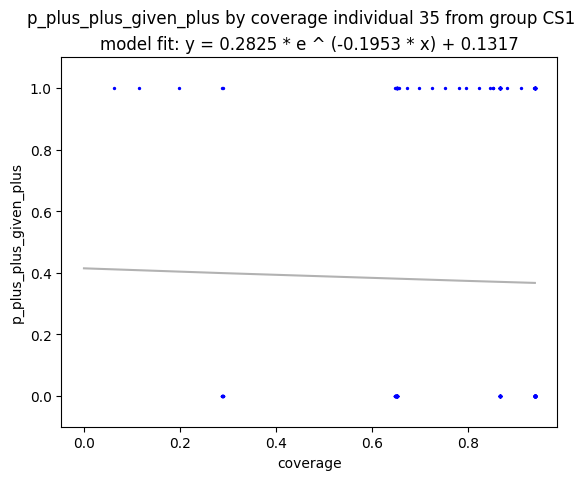 p_plus_plus_given_plus by coverage individual 35 from group CS1
model fit: y = 0.2825 * e ^ (-0.1953 * x) + 0.1317
1.0
0.8
0.6
0.4
0.2
0.0
p_plus_plus_given_plus
0.0 0.2 0.4 0.6 0.8
coverage